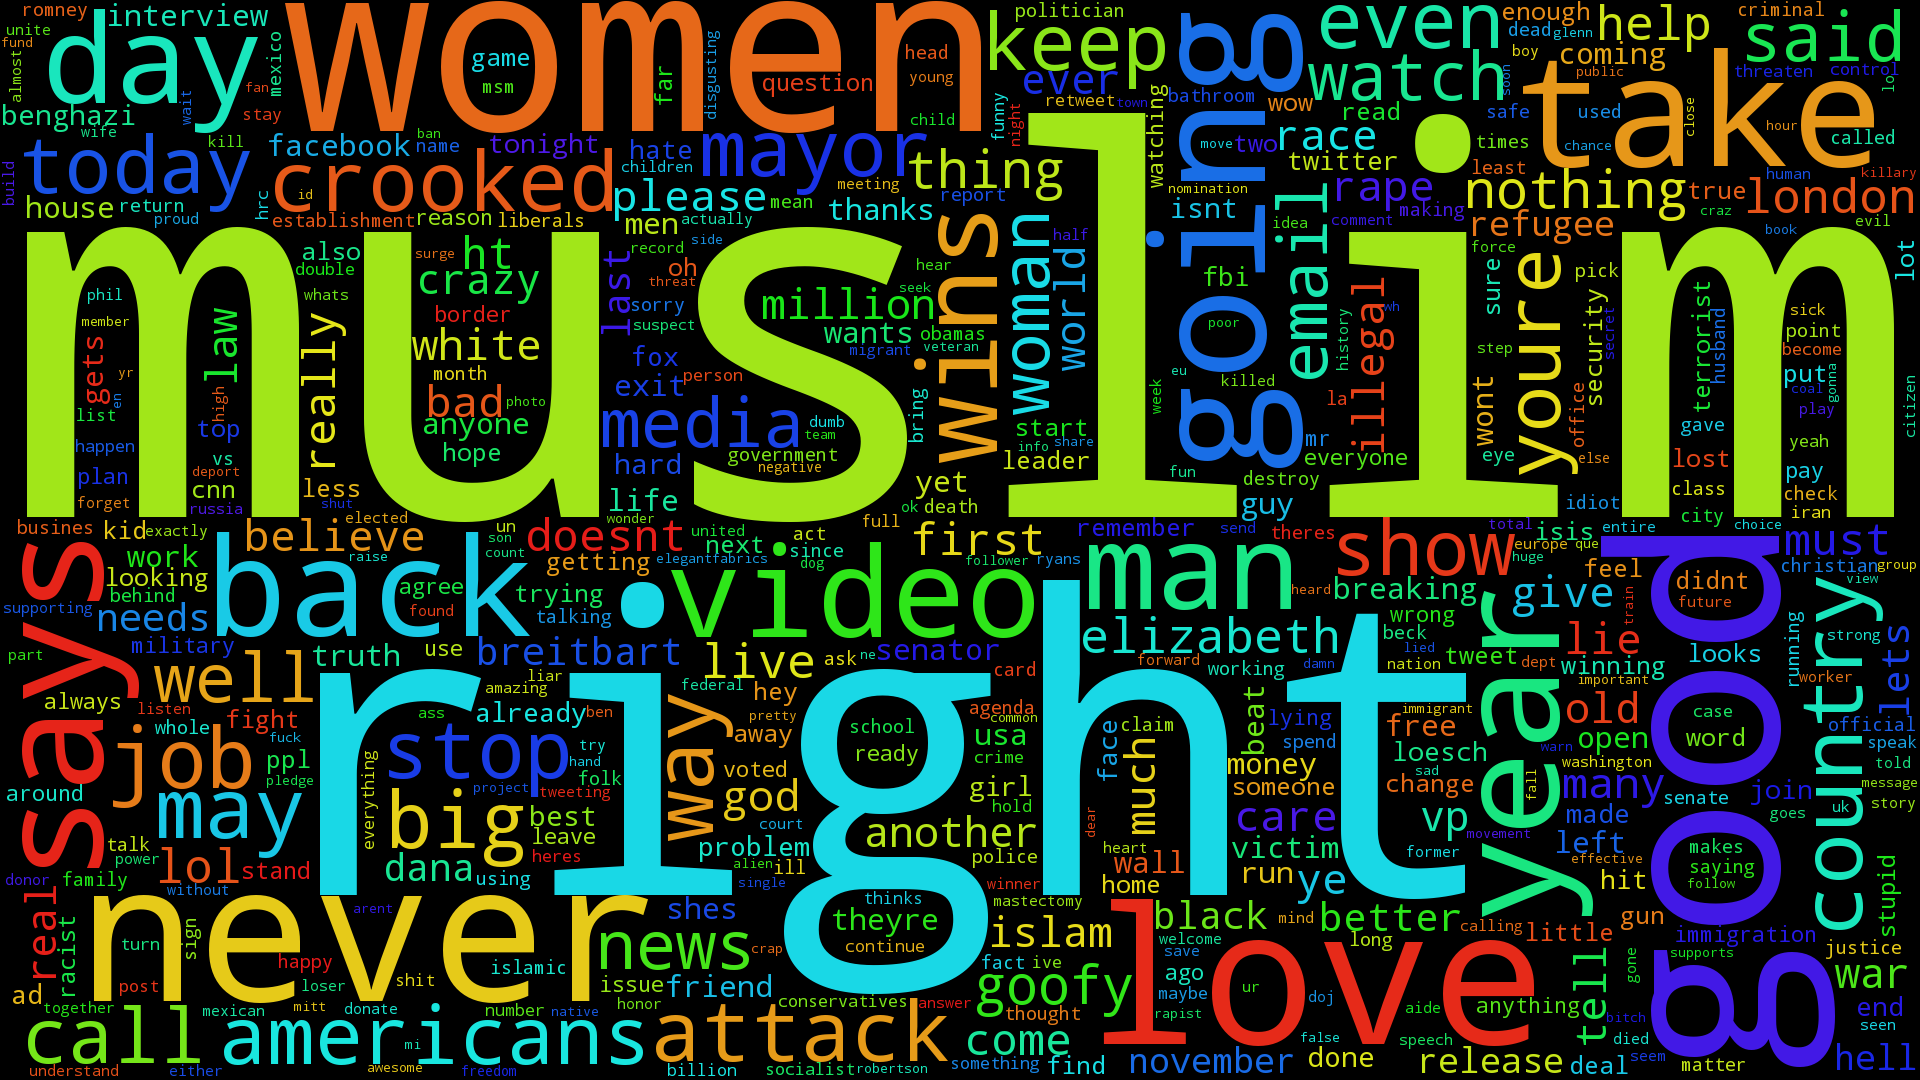 romney
interview
women
politician
keep
going
even
enough
help
criminal
said
unite
fund
almost
day
mexico
game
msm
far
disgusting
head
question
young
ever
retweet
town
bathroom
wow
watch
dead
glenn
boy
coming
public
take
threaten
control
lol
benghazi
wait
fan
stay
child
funny
night
watching
read
soon
safe
used
close
hour
called
wife
kill
facebook
ban
name
tonight
hate
mayor
thing
move
two
race
twitter
times
least
chance
human
killary
today
crooked
children
please
meeting
mean
report
nomination
isnt
rape
comment
making
nothing
true
craz
london
build
house
return
proud
hrc
id
establishment
reason
liberals
men
actually
thanks
wins
woman
idea
email
refugee
book
evil
muslim
also
double
whats
surge
ht
crazy
last
record
side
oh
threat
hear
seek
half
world
fbi
force
sure
pick
lot
phil
member
law
really
border
white
month
sorry
suspect
million
wants
obamas
veteran
migrant
poor
history
illegal
wh
step
youre
security
secret
terrorist
husband
sick
point
become
gets
yr
en
list
high
bad
anyone
photo
hope
fox
exit
person
media
dumb
team
bring
week
eu
killed
la
wont
office
put
coal
gonna
play
citizen
happen
top
vs
deport
plan
cnn
less
forget
russia
shut
hard
government
negative
start
info
share
leader
fun
mr
everyone
eye
else
gave
lost
yeah
pay
life
yet
ok
death
destroy
guy
idiot
class
check
city
iran
busines
kid
exactly
believe
elected
un
son
count
doesnt
wonder
united
next
act
since
full
first
remember
send
theres
show
total
isis
entire
choice
must
says
work
looking
behind
back
raise
getting
elegantfabrics
dog
follower
ryans
man
heard
europe
que
huge
breaking
feel
good
didnt
future
christian
group
view
supporting
needs
agree
found
trying
talking
video
wrong
give
year
train
country
military
truth
use
breitbart
live
ask
ne
senator
elizabeth
beck
lied
nation
tweet
dept
lie
winning
looks
running
strong
lets
part
well
right
amazing
liar
federal
hey
card
forward
working
damn
important
worker
always
listen
whole
fight
fuck
ass
already
ben
way
pretty
away
school
agenda
common
usa
face
claim
beat
lying
immigrant
spend
free
old
open
case
word
official
speak
job
ppl
pledge
stop
try
hand
folk
voted
ready
crime
much
money
loesch
sad
warn
washington
told
around
may
everything
project
tweeting
god
girl
hold
someone
change
fall
many
senate
join
message
story
talk
power
big
best
leave
heres
problem
court
another
dear
care
vp
movement
made
goes
uk
donor
family
lol
stand
without
dana
using
alien
ill
single
police
winner
heart
wall
home
victim
run
ye
former
effective
left
hit
makes
saying
follow
stupid
real
racist
never
arent
shes
thinks
theyre
continue
mastectomy
black
mind
better
long
calling
little
gun
immigration
turn
sign
happy
news
crap
islam
welcome
save
love
gone
supports
justice
ad
post
loser
shit
islamic
issue
friend
fact
ive
goofy
ago
maybe
ur
doj
anything
tell
war
together
mexican
mitt
donate
number
native
honor
conservatives
answer
thought
rapist
aide
bitch
end
call
americans
attack
come
false
speech
died
seen
understand
either
mi
awesome
freedom
billion
socialist
robertson
something
find
november
done
release
deal
seem
matter
hell